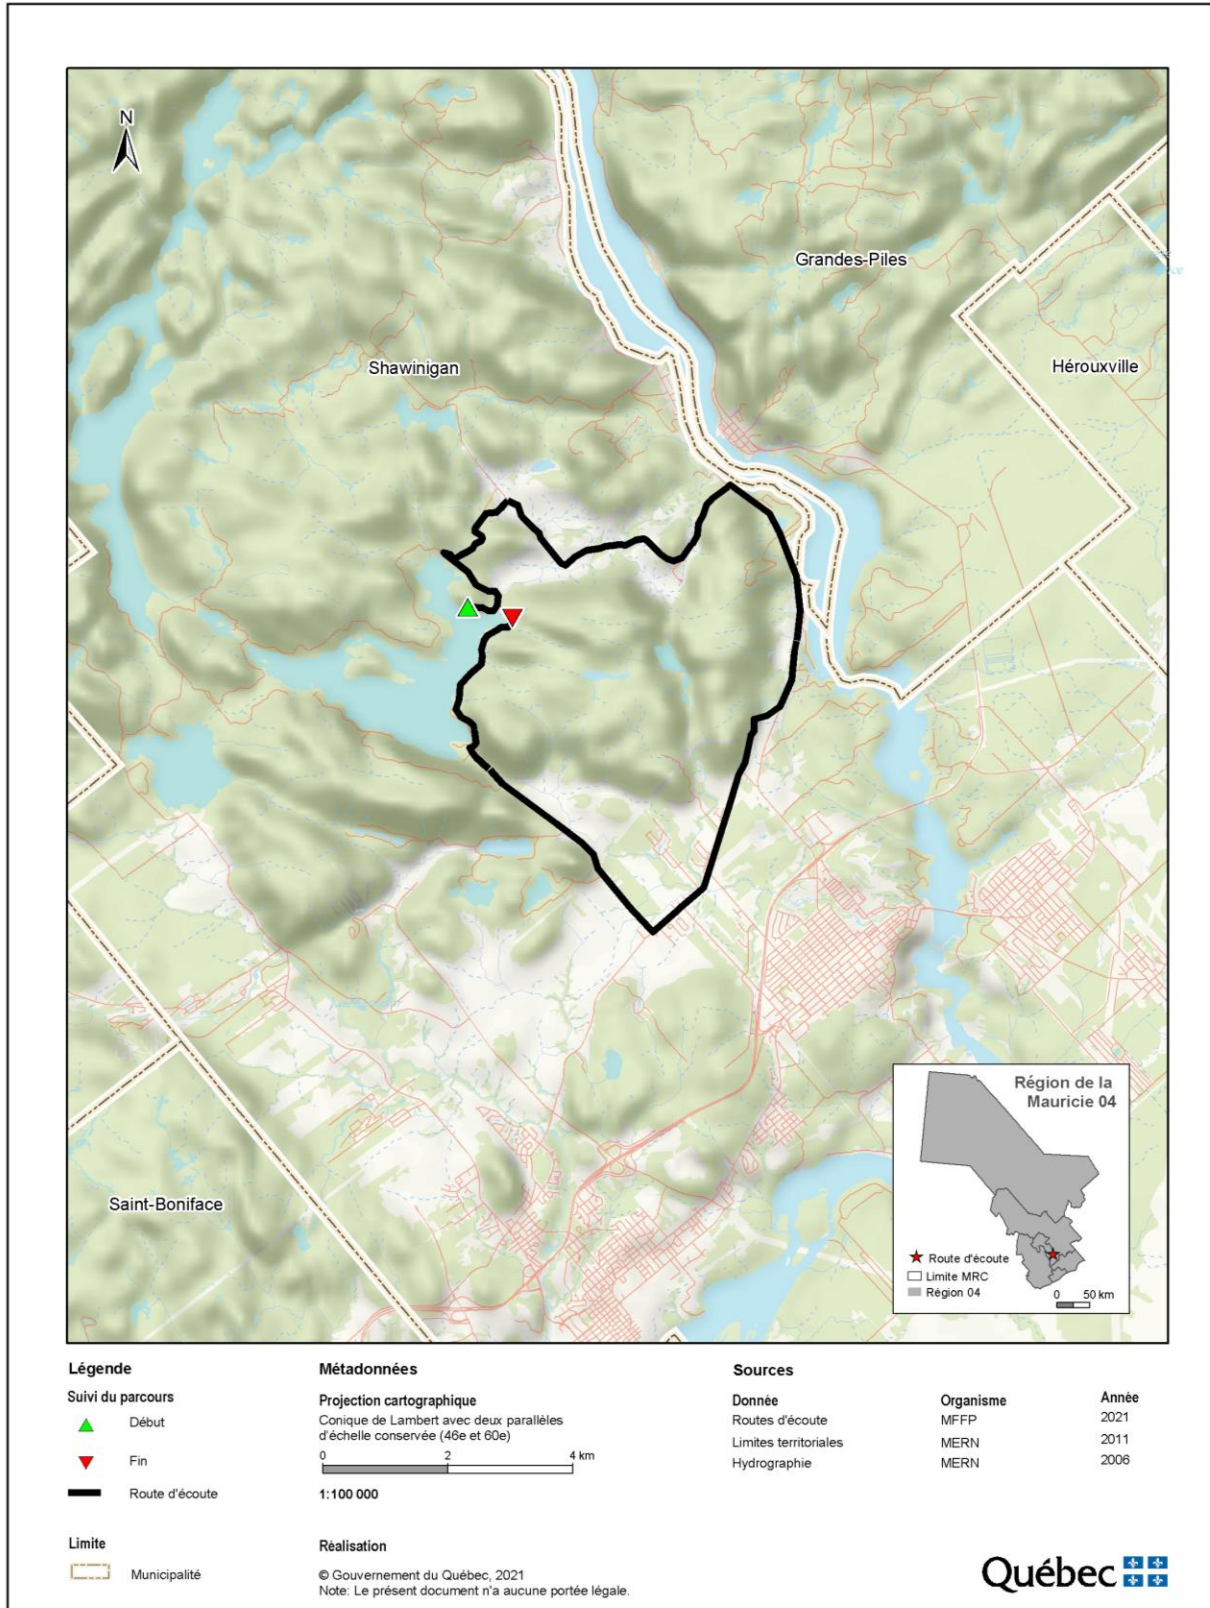 N
Grandes-Piles
Shawinigan
Hérouxville
Saint-Boniface
Région de la
Mauricie 04
Route d'écoute
Limite MRC
Région 04
0 50 km
Légende
Suivi du parcours
Début
Fin
Route d'écoute
Limite
Municipalité
Métadonnées
Projection cartographique
Conique de Lambert avec deux parallèles
d'échelle conservée (46e et 60e)
0 2 4 km
1:100 000
Réalisation
© Gouvernement du Québec, 2021
Note: Le présent document n'a aucune portée légale.
Sources
Donnée Organisme Année
Routes d'écoute MFFP 2021
Limites territoriales MERN 2011
Hydrographie MERN 2006
Québec